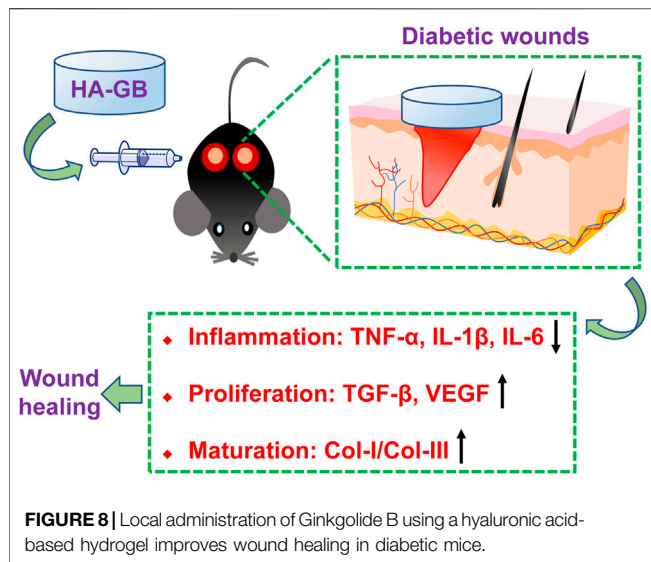 Diabetic wounds
HA-GB
◆ Inflammation: TNF-α, IL-1β, IL-6 ↓
◆ Proliferation: TGF-β, VEGF ↑
◆ Maturation: Col-I/Col-III ↑
Wound
healing
FIGURE 8 | Local administration of Ginkgolide B using a hyaluronic acid-
based hydrogel improves wound healing in diabetic mice.